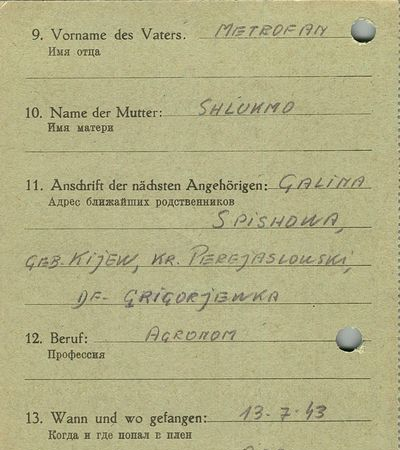 9. Vorname des Vaters. METROFAN
Имя отца
10. Name der Mutter: SHLUKMO
Имя матери
11. Anschrift der nächsten Angehörigen: GALINA
Адрес ближайших родственников
SPISHOWA,
GEB. KIJEW, KR. PEREJASLOWSKI,
DF- GRIGORJEWKA
12. Beruf: AGRONOM
Профессия
13. Wann und wo gefangen: 13-7-43
Когда и где попал в плен